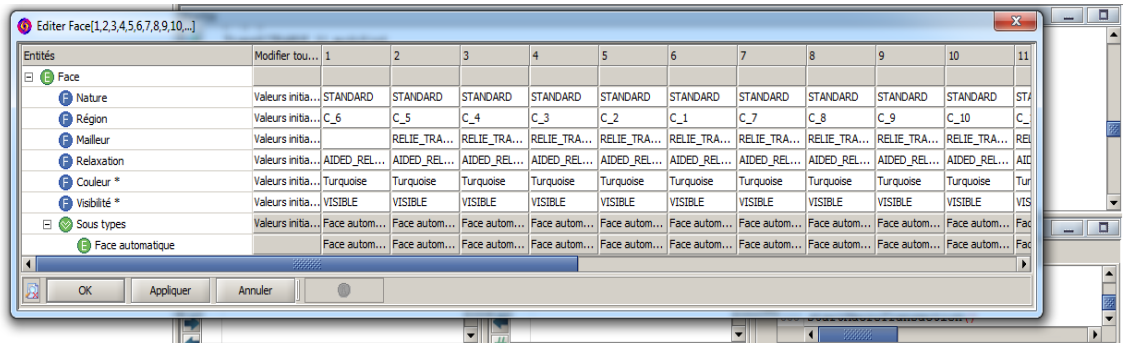 Editer Face[1,2,3,4,5,6,7,8,9,10,...]
Entités Modifier tou... 1 2 3 4 5 6 7 8 9 10 11
Face
Nature Valeurs initia... STANDARD STANDARD STANDARD STANDARD STANDARD STANDARD STANDARD STANDARD STANDARD STANDARD STA
Région Valeurs initia... C_6 C_5 C_4 C_3 C_2 C_1 C_7 C_8 C_9 C_10 C_
Mailleur Valeurs initia... RELIE_TRA... RELIE_TRA... RELIE_TRA... RELIE_TRA... RELIE_TRA... RELIE_TRA... RELIE_TRA... RELIE_TRA... RELIE_TRA... REL
Relaxation Valeurs initia... AIDED_REL... AIDED_REL... AIDED_REL... AIDED_REL... AIDED_REL... AIDED_REL... AIDED_REL... AIDED_REL... AIDED_REL... AIDED_REL... AID
Couleur * Valeurs initia... Turquoise Turquoise Turquoise Turquoise Turquoise Turquoise Turquoise Turquoise Turquoise Turquoise Tur
Visibilité * Valeurs initia... VISIBLE VISIBLE VISIBLE VISIBLE VISIBLE VISIBLE VISIBLE VISIBLE VISIBLE VISIBLE VIS
Sous types Valeurs initia... Face autom... Face autom... Face autom... Face autom... Face autom... Face autom... Face autom... Face autom... Face autom... Face autom... Fac
Face automatique Face autom... Face autom... Face autom... Face autom... Face autom... Face autom... Face autom... Face autom... Face autom... Face autom... Fac
OK Appliquer Annuler